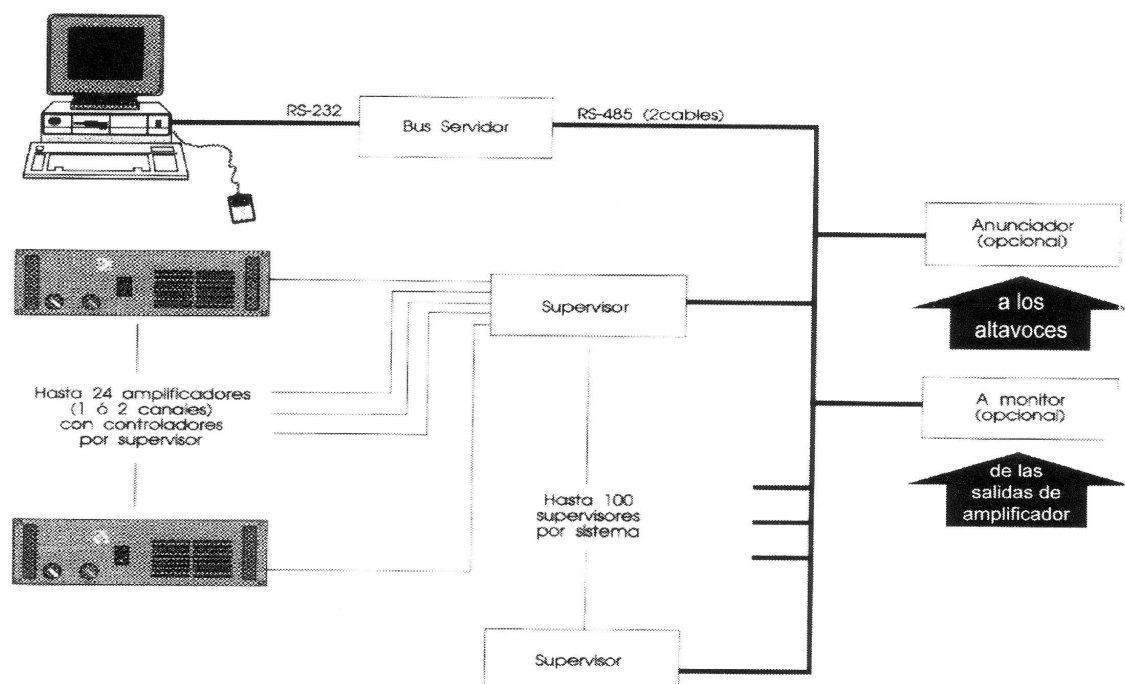 RS-232
Bus Servidor
RS-485 (2cables)
Anunciador
(opcional)
a los
altavoces
Supervisor
Hasta 24 amplificadores
(1 ó 2 canales)
con controladores
por supervisor
A monitor
(opcional)
de las
salidas de
amplificador
Hasta 100
supervisores
por sistema
Supervisor